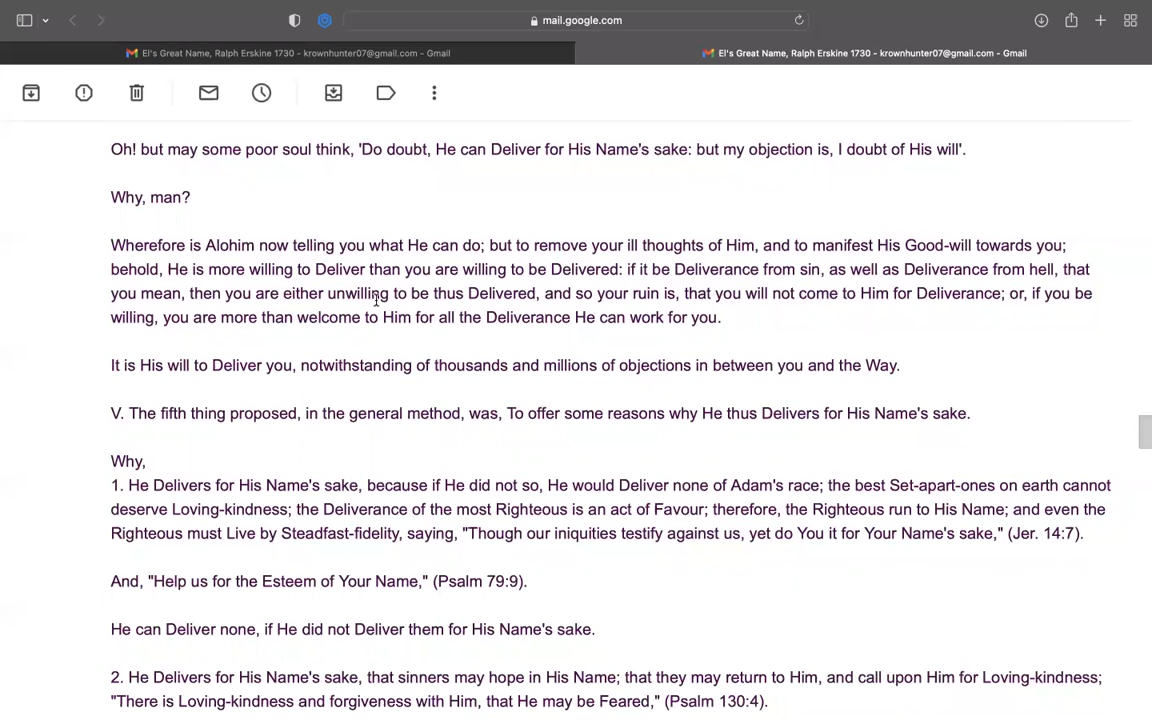 mail.google.com
El's Great Name, Ralph Erskine 1730 - krownhunter07@gmail.com - Gmail
El's Great Name, Ralph Erskine 1730 - krownhunter07@gmail.com - Gmail
Oh! but may some poor soul think, 'Do doubt, He can Deliver for His Name's sake: but my objection is, I doubt of His will'.
Why, man?
Wherefore is Alohim now telling you what He can do; but to remove your ill thoughts of Him, and to manifest His Good-will towards you;
behold, He is more willing to Deliver than you are willing to be Delivered: if it be Deliverance from sin, as well as Deliverance from hell, that
you mean, then you are either unwilling to be thus Delivered, and so your ruin is, that you will not come to Him for Deliverance; or, if you be
willing, you are more than welcome to Him for all the Deliverance He can work for you.
It is His will to Deliver you, notwithstanding of thousands and millions of objections in between you and the Way.
V. The fifth thing proposed, in the general method, was, To offer some reasons why He thus Delivers for His Name's sake.
Why,
1. He Delivers for His Name's sake, because if He did not so, He would Deliver none of Adam's race; the best Set-apart-ones on earth cannot
deserve Loving-kindness; the Deliverance of the most Righteous is an act of Favour; therefore, the Righteous run to His Name; and even the
Righteous must Live by Steadfast-fidelity, saying, "Though our iniquities testify against us, yet do You it for Your Name's sake," (Jer. 14:7).
And, "Help us for the Esteem of Your Name," (Psalm 79:9).
He can Deliver none, if He did not Deliver them for His Name's sake.
2. He Delivers for His Name's sake, that sinners may hope in His Name; that they may return to Him, and call upon Him for Loving-kindness;
"There is Loving-kindness and forgiveness with Him, that He may be Feared," (Psalm 130:4).